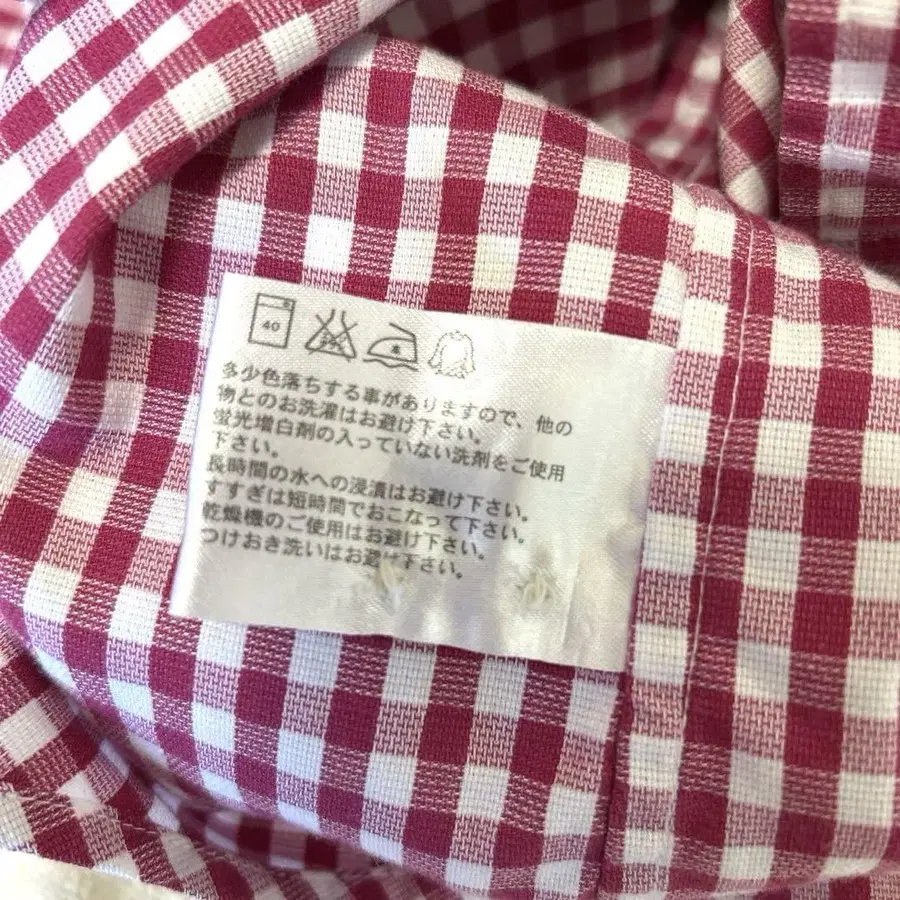 40
多少色落ちする事がありますので、他の
物とのお洗濯はお避け下さい。
蛍光増白剤の入っていない洗剤をご使用
下さい。
長時間の水への浸漬はお避け下さい。
すすぎは短時間でおこなって下さい。
乾燥機のご使用はお避け下さい。
つけおき洗いはお避け下さい。